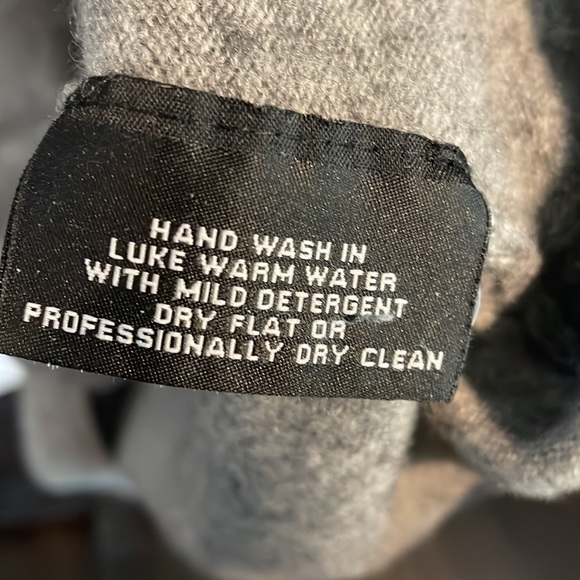 HAND WASH IN
LUKE WARM WATER
WITH MILD DETERGENT
DRY FLAT OR
PROFESSIONALLY DRY CLEAN